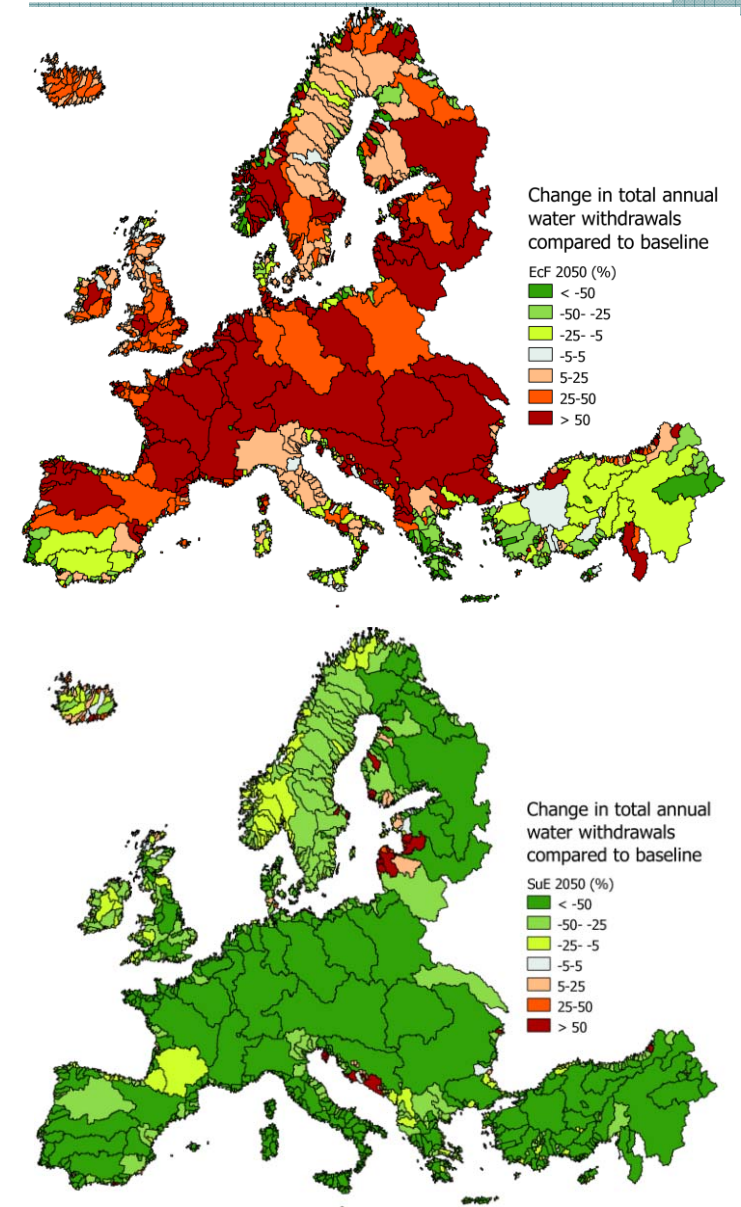 Change in total annual
water withdrawals
compared to baseline
EcF 2050 (%)
< -50
-50- -25
-25- -5
-5-5
5-25
25-50
> 50
Change in total annual
water withdrawals
compared to baseline
SuE 2050 (%)
< -50
-50- -25
-25- -5
-5-5
5-25
25-50
> 50